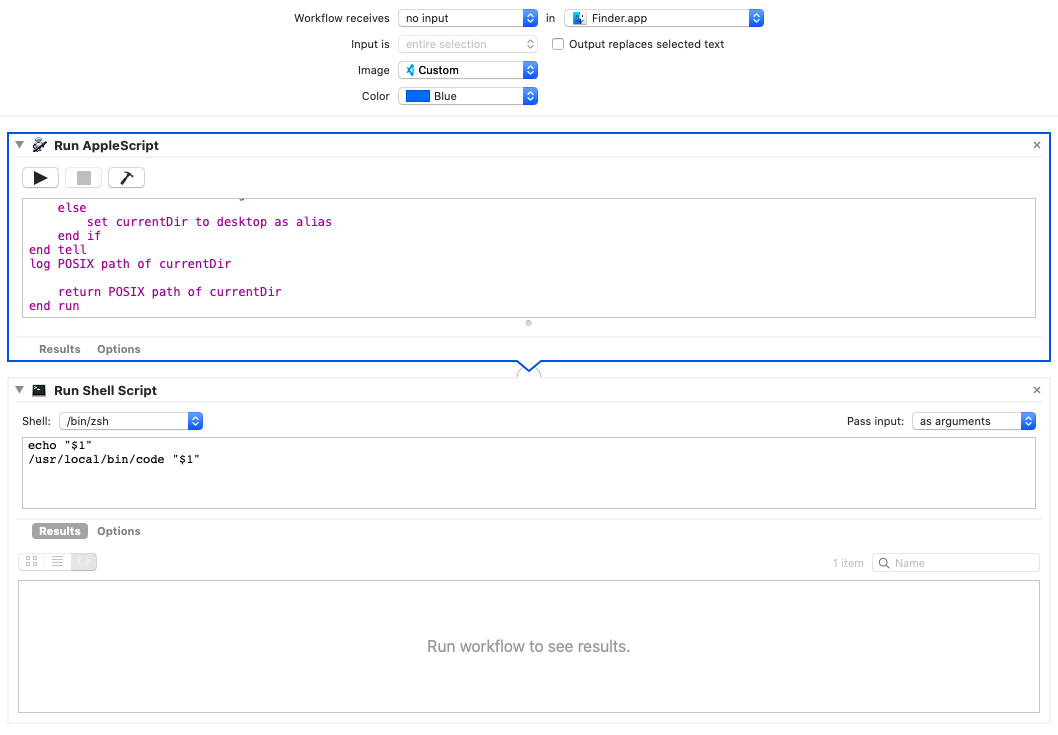 Workflow receives no input in Finder.app
Input is entire selection Output replaces selected text
Image Custom
Color Blue
Run AppleScript
else
set currentDir to desktop as alias
end if
end tell
log POSIX path of currentDir
return POSIX path of currentDir
end run
Results Options
Run Shell Script
Shell: /bin/zsh Pass input: as arguments
echo "$1"
/usr/local/bin/code "$1"
Results Options
1 item Name
Run workflow to see results.